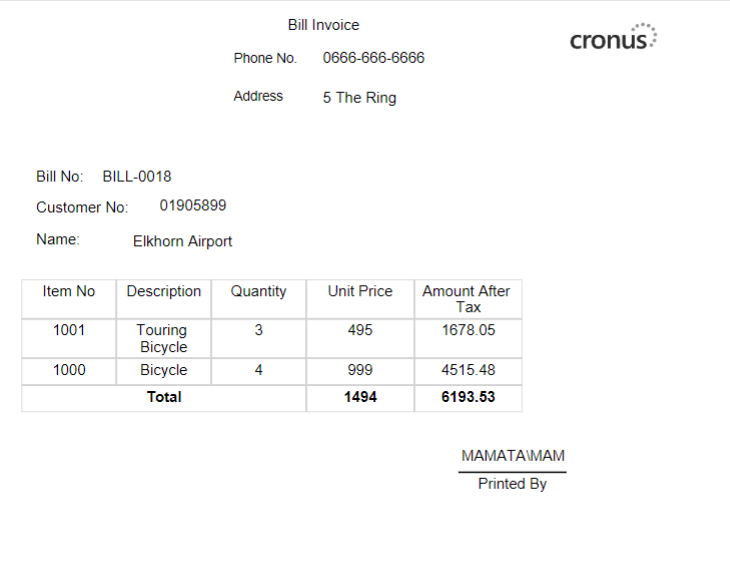 Bill Invoice
cronus
Phone No. 0666-666-6666
Address 5 The Ring
Bill No: BILL-0018
Customer No: 01905899
Name: Elkhorn Airport
Item No Description Quantity Unit Price Amount After Tax
1001 Touring Bicycle 3 495 1678.05
1000 Bicycle 4 999 4515.48
Total 1494 6193.53
MAMATA\MAM
Printed By